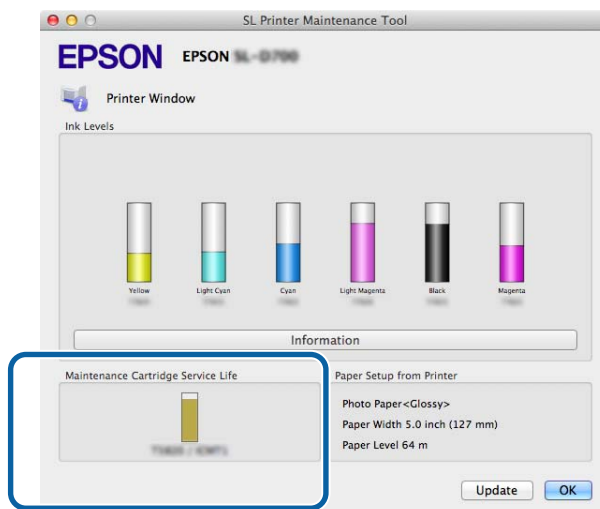 SL Printer Maintenance Tool
EPSON EPSON
Printer Window
Ink Levels
Yellow Light Cyan Cyan Light Magenta Black Magenta
Information
Maintenance Cartridge Service Life
Paper Setup from Printer
Photo Paper<Glossy>
Paper Width 5.0 inch (127 mm)
Paper Level 64 m
Update OK